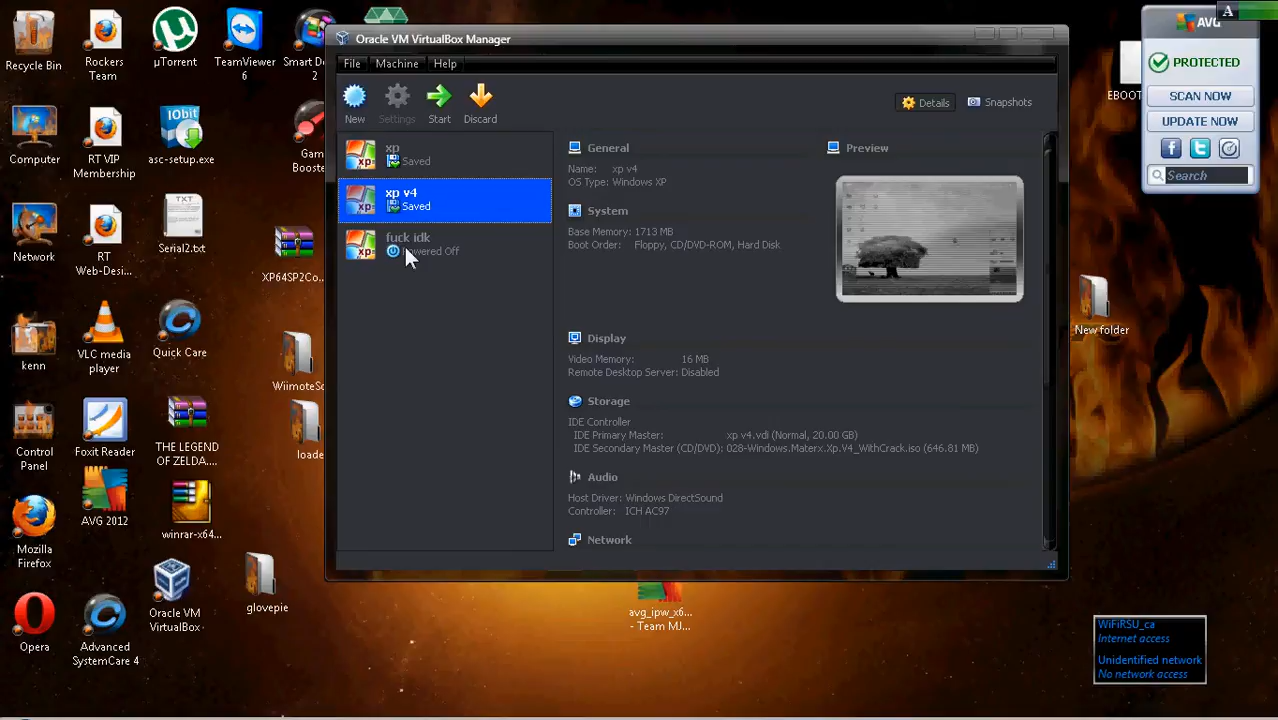 Recycle Bin
Rockers
Team
µTorrent
TeamViewer
6
Smart De
2
Computer
RT VIP
Membership
asc-setup.exe
Gam
Booste
Network
RT
Web-Desi...
Serial2.txt
XP64SP2Co...
kenn
VLC media
player
Quick Care
WiimoteSc
Control
Panel
Foxit Reader
THE LEGEND
OF ZELDA....
loade
Mozilla
Firefox
AVG 2012
winrar-x64...
Opera
Advanced
SystemCare 4
Oracle VM
VirtualBox
glovepie
Oracle VM VirtualBox Manager
File Machine Help
New Settings Start Discard
Details Snapshots
xp
Saved
xp v4
Saved
fuck idk
Powered Off
General
Name: xp v4
OS Type: Windows XP
System
Base Memory: 1713 MB
Boot Order: Floppy, CD/DVD-ROM, Hard Disk
Preview
Display
Video Memory: 16 MB
Remote Desktop Server: Disabled
Storage
IDE Controller
IDE Primary Master: xp v4.vdi (Normal, 20.00 GB)
IDE Secondary Master (CD/DVD): 028-Windows.Materx.Xp.V4_WithCrack.iso (646.81 MB)
Audio
Host Driver: Windows DirectSound
Controller: ICH AC97
Network
avg_ipw_x6...
- Team MJ...
EBOOT
New folder
A
AVG
PROTECTED
SCAN NOW
UPDATE NOW
Search
WiFiRSU_ca
Internet access
Unidentified network
No network access